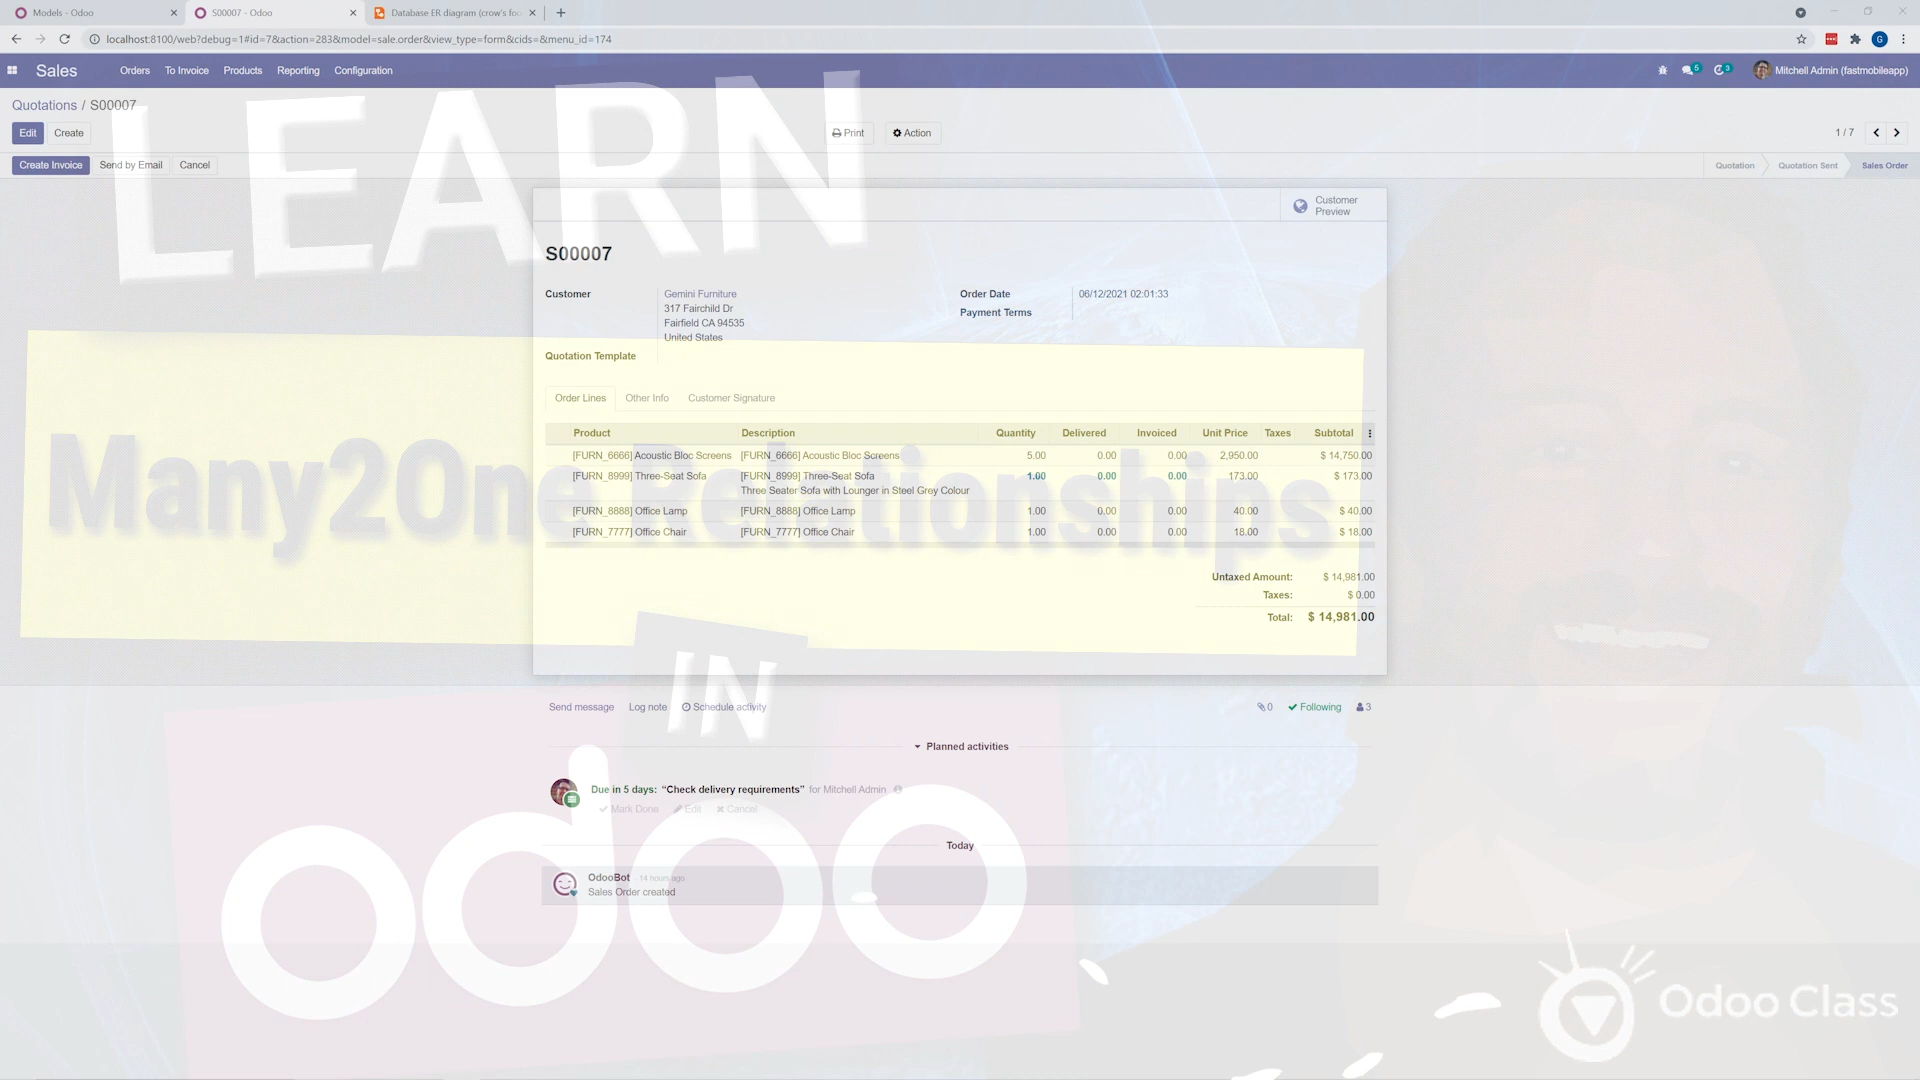 Models - Odoo
S00007 - Odoo
Database ER diagram (crow's foo
localhost:8100/web?debug=1#id=7&action=283&model=sale.order&view_type=form&cids=&menu_id=174
G
Sales Orders To Invoice Products Reporting Configuration
5 3 Mitchell Admin (fastmobileapp)
Quotations / S00007
Edit Create
Print Action
1 / 7
Create Invoice Send by Email Cancel
Quotation Quotation Sent Sales Order
LEARN
Customer Preview
S00007
Customer Gemini Furniture
317 Fairchild Dr
Fairfield CA 94535
United States
Order Date 06/12/2021 02:01:33
Payment Terms
Quotation Template
Order Lines Other Info Customer Signature
Product Description Quantity Delivered Invoiced Unit Price Taxes Subtotal
[FURN_6666] Acoustic Bloc Screens [FURN_6666] Acoustic Bloc Screens 5.00 0.00 0.00 2,950.00 $ 14,750.00
[FURN_8999] Three-Seat Sofa [FURN_8999] Three-Seat Sofa 1.00 0.00 0.00 173.00 $ 173.00
Three Seater Sofa with Lounger in Steel Grey Colour
[FURN_8888] Office Lamp [FURN_8888] Office Lamp 1.00 0.00 0.00 40.00 $ 40.00
[FURN_7777] Office Chair [FURN_7777] Office Chair 1.00 0.00 0.00 18.00 $ 18.00
Many2One Relationships
Untaxed Amount: $ 14,981.00
Taxes: $ 0.00
Total: $ 14,981.00
IN
Send message Log note Schedule activity
0 Following 3
Planned activities
Due in 5 days: “Check delivery requirements” for Mitchell Admin
Mark Done Edit Cancel
Today
OdooBot - 14 hours ago
Sales Order created
odoo
Odoo Class